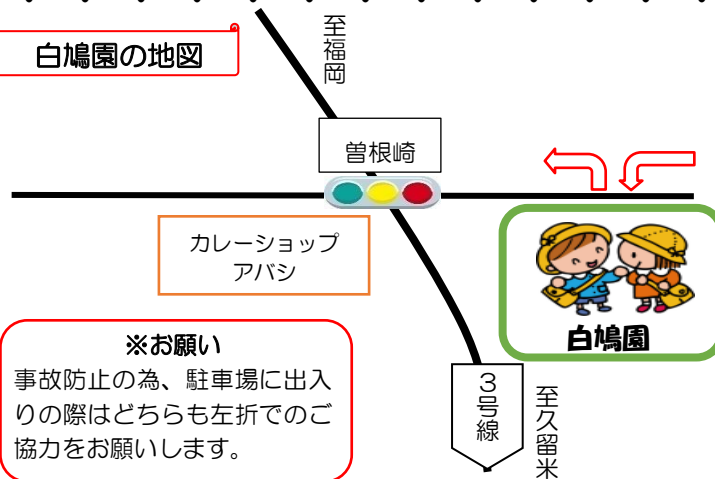 白鳩園の地図
至福岡
曽根崎
カレーショップ
アバシ
白鳩園
※お願い
事故防止の為、駐車場に出入
りの際はどちらも左折でのご
協力をお願いします。
3号線
至久留米